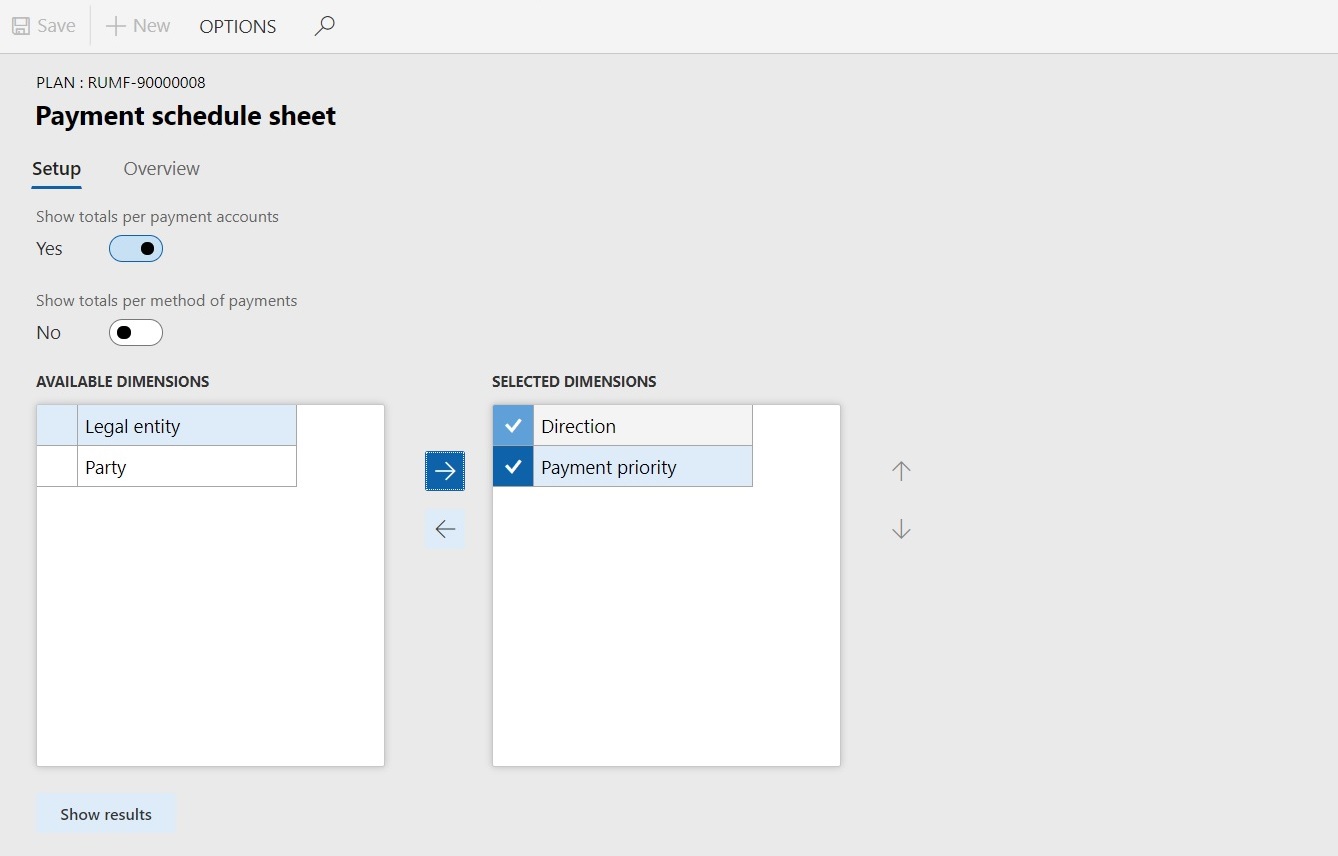 Save New OPTIONS
PLAN : RUMF-90000008
Payment schedule sheet
Setup Overview
Show totals per payment accounts
Yes
Show totals per method of payments
No
AVAILABLE DIMENSIONS SELECTED DIMENSIONS
Legal entity Direction
Party Payment priority
Show results